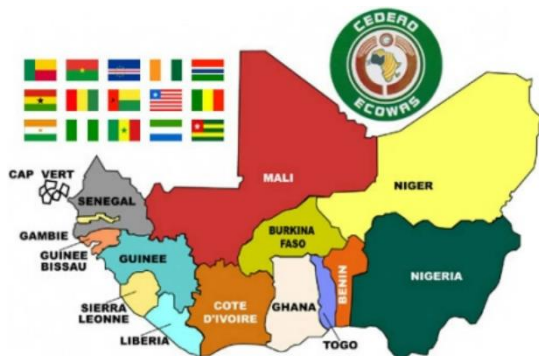 CEDEAO
ECOWAS
MALI
NIGER
CAP VERT
SENEGAL
BURKINA
FASO
GAMBIE
GUINEE
BISSAU
GUINEE
NIGERIA
BENIN
COTE
D'IVOIRE
GHANA
SIERRA
LEONNE
LIBERIA
TOGO